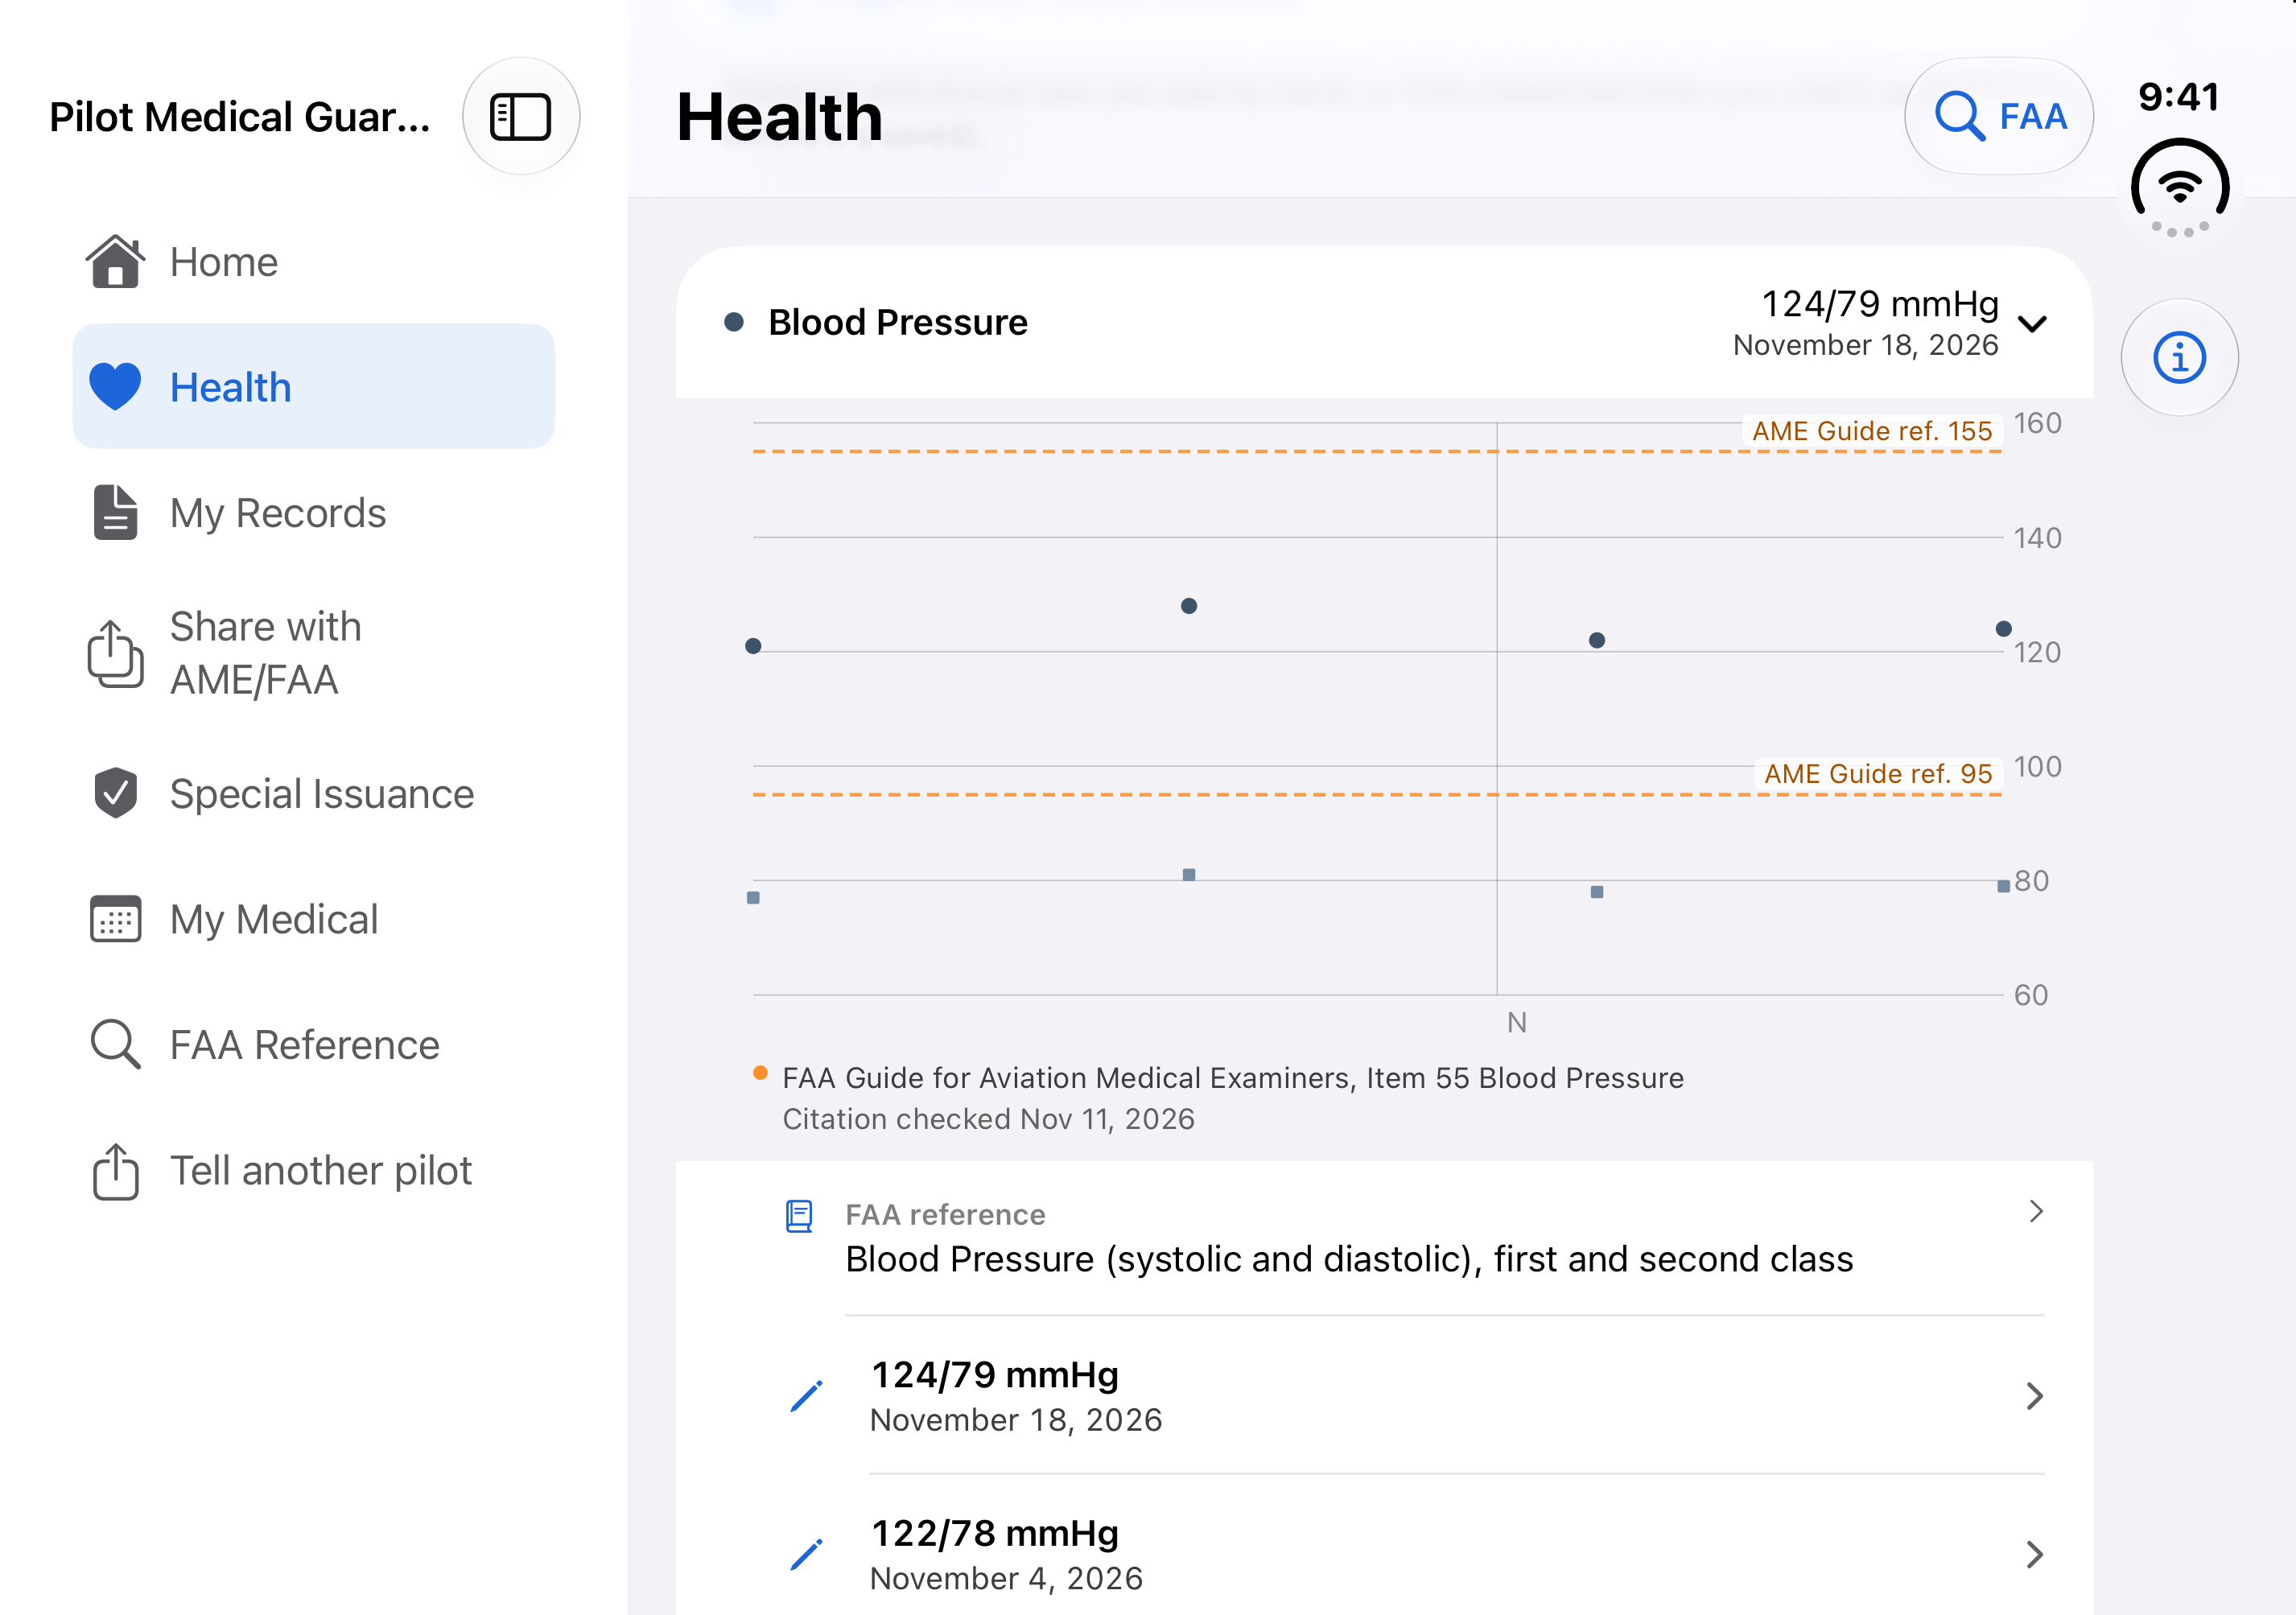 Pilot Medical Guar...
Home
Health
My Records
Share with
AME/FAA
Special Issuance
My Medical
FAA Reference
Tell another pilot
Health
FAA
9:41
Blood Pressure
124/79 mmHg
November 18, 2026
AME Guide ref. 155
160
140
120
AME Guide ref. 95
100
80
60
N
FAA Guide for Aviation Medical Examiners, Item 55 Blood Pressure
Citation checked Nov 11, 2026
FAA reference
Blood Pressure (systolic and diastolic), first and second class
124/79 mmHg
November 18, 2026
122/78 mmHg
November 4, 2026